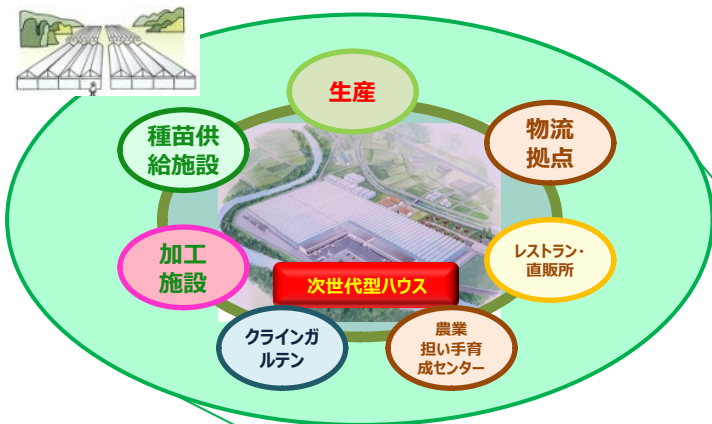 生産
種苗供
給施設
物流
拠点
加工
施設
レストラン・
直販所
次世代型ハウス
クラインガ
ルテン
農業
担い手育
成センター